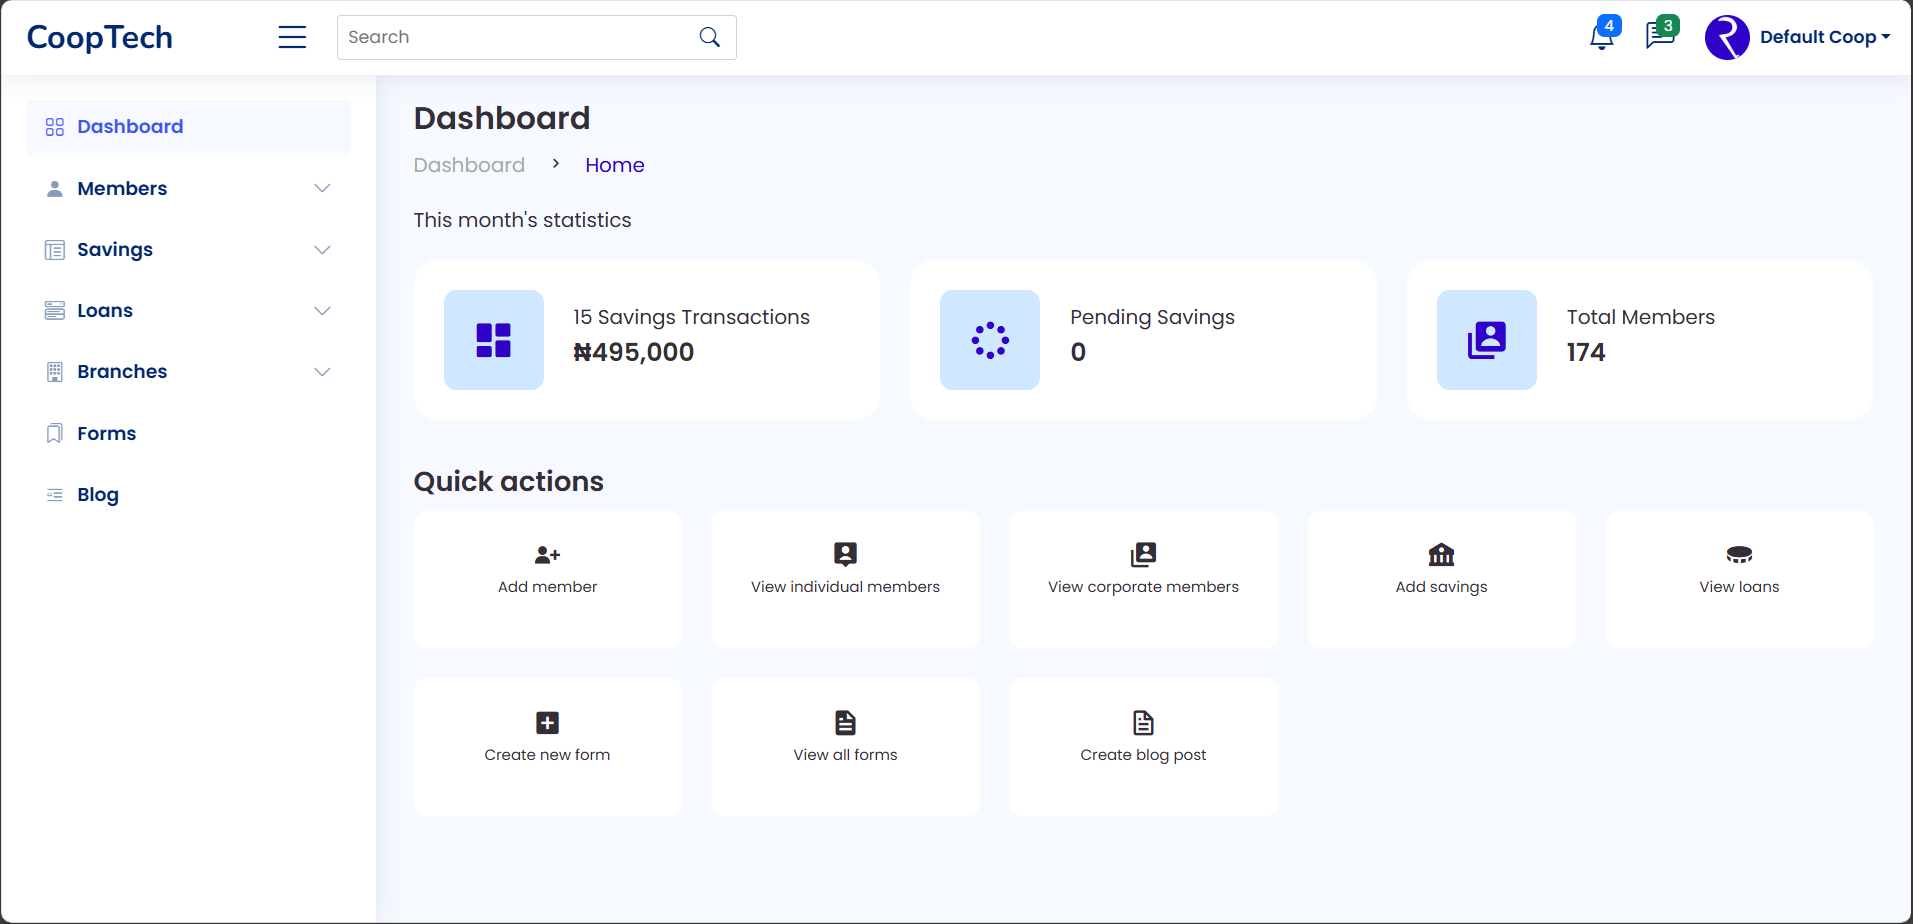 CoopTech
Search
4
3
Default Coop
Dashboard
Members
Savings
Loans
Branches
Forms
Blog
Dashboard
Dashboard > Home
This month's statistics
15 Savings Transactions
₦495,000
Pending Savings
0
Total Members
174
Quick actions
Add member
View individual members
View corporate members
Add savings
View loans
Create new form
View all forms
Create blog post